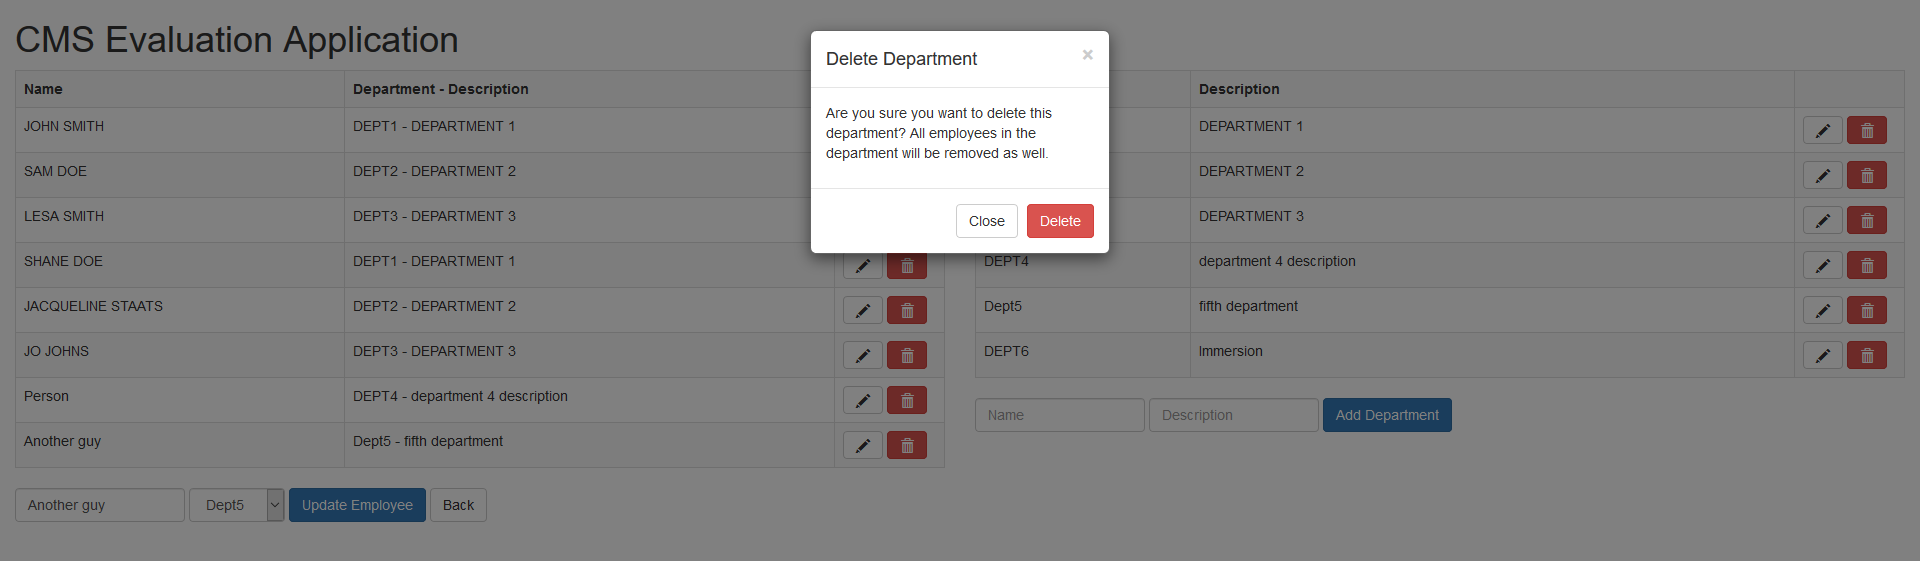 CMS Evaluation Application
Delete Department ×
Are you sure you want to delete this
department? All employees in the
department will be removed as well.
Close Delete
Name Department - Description
JOHN SMITH DEPT1 - DEPARTMENT 1
SAM DOE DEPT2 - DEPARTMENT 2
LESA SMITH DEPT3 - DEPARTMENT 3
SHANE DOE DEPT1 - DEPARTMENT 1
JACQUELINE STAATS DEPT2 - DEPARTMENT 2
JO JOHNS DEPT3 - DEPARTMENT 3
Person DEPT4 - department 4 description
Another guy Dept5 - fifth department
Another guy Dept5 Update Employee Back
Description
DEPARTMENT 1
DEPARTMENT 2
DEPARTMENT 3
DEPT4 department 4 description
Dept5 fifth department
DEPT6 Immersion
Name Description Add Department